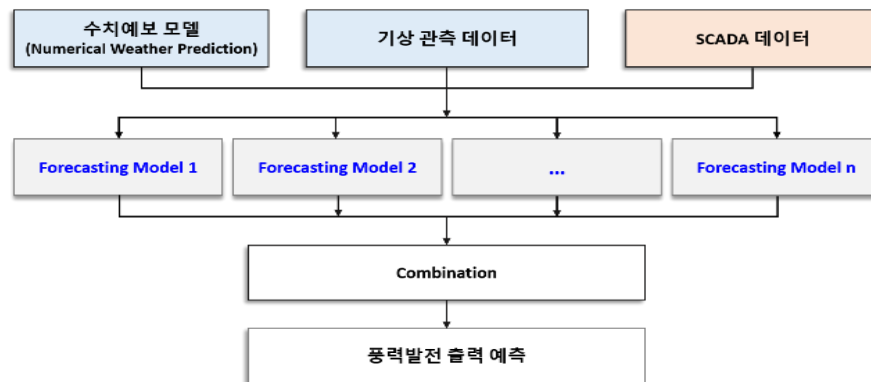 수치예보 모델
(Numerical Weather Prediction)
기상 관측 데이터
SCADA 데이터
Forecasting Model 1
Forecasting Model 2
...
Forecasting Model n
Combination
풍력발전 출력 예측